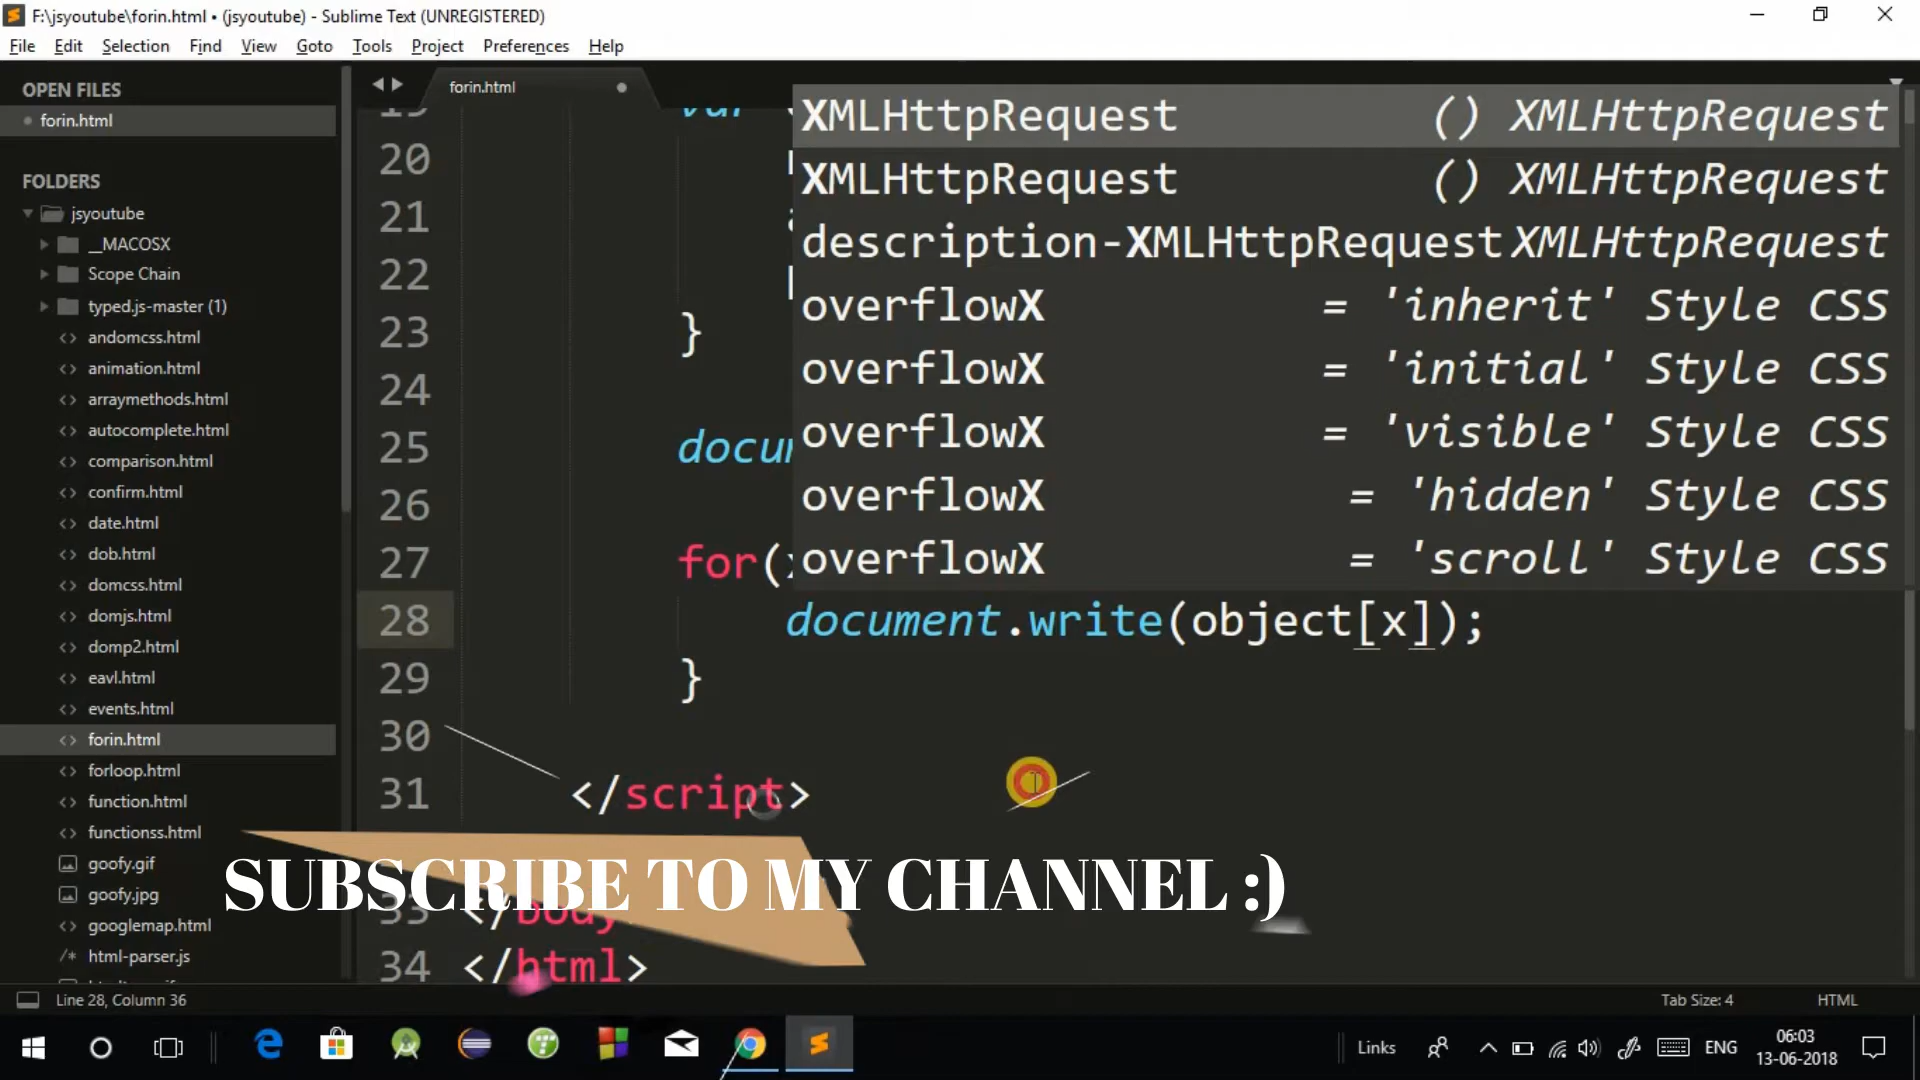 F:\jsyoutube\forin.html • (jsyoutube) - Sublime Text (UNREGISTERED)
File Edit Selection Find View Goto Tools Project Preferences Help
OPEN FILES
forin.html
FOLDERS
jsyoutube
__MACOSX
Scope Chain
typed.js-master (1)
andomcss.html
animation.html
arraymethods.html
autocomplete.html
comparison.html
confirm.html
date.html
dob.html
domcss.html
domjs.html
domp2.html
eavl.html
events.html
forin.html
forloop.html
function.html
functionss.html
goofy.gif
goofy.jpg
googlemap.html
/* html-parser.js
forin.html
19 var
20
21
22
23 }
24
25 docum
26
27 for(x
28 document.write(object[x]);
29 }
30
31 </script>
33 </body
34 </html>
XMLHttpRequest () XMLHttpRequest
XMLHttpRequest () XMLHttpRequest
description-XMLHttpRequest XMLHttpRequest
overflowX = 'inherit' Style CSS
overflowX = 'initial' Style CSS
overflowX = 'visible' Style CSS
overflowX = 'hidden' Style CSS
overflowX = 'scroll' Style CSS
SUBSCRIBE TO MY CHANNEL :)
Line 28, Column 36 Tab Size: 4 HTML
Links ENG 06:03
13-06-2018